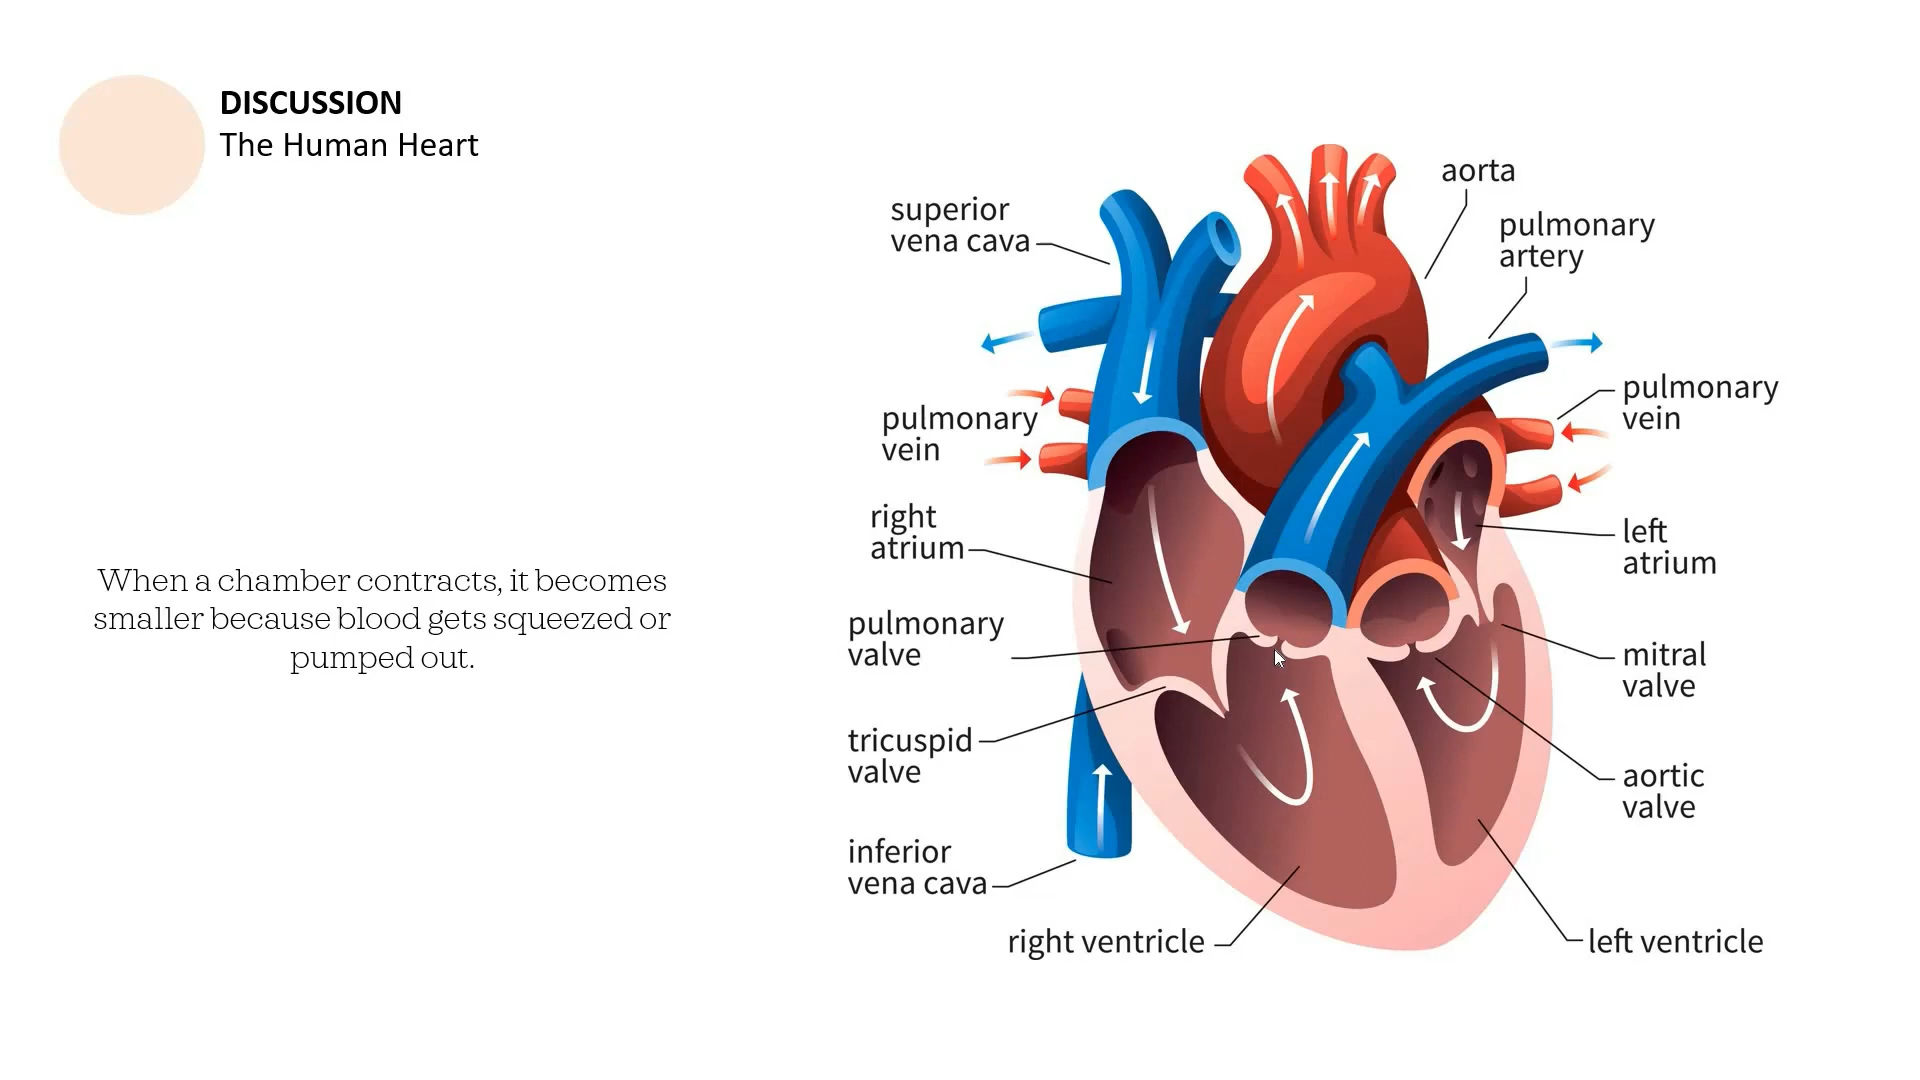 DISCUSSION
The Human Heart
When a chamber contracts, it becomes
smaller because blood gets squeezed or
pumped out.
superior
vena cava
pulmonary
vein
right
atrium
pulmonary
valve
tricuspid
valve
inferior
vena cava
right ventricle
aorta
pulmonary
artery
pulmonary
vein
left
atrium
mitral
valve
aortic
valve
left ventricle